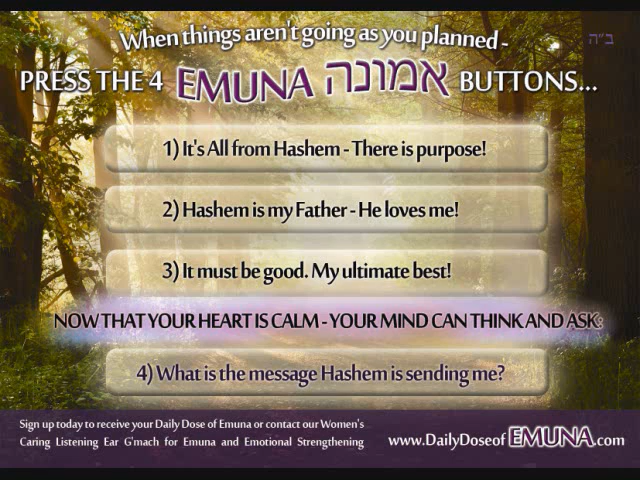 When things aren't going as you planned -
ב"ה
PRESS THE 4 EMUNA אמונה BUTTONS...
1) It's All from Hashem - There is purpose!
2) Hashem is my Father - He loves me!
3) It must be good. My ultimate best!
NOW THAT YOUR HEART IS CALM - YOUR MIND CAN THINK AND ASK:
4) What is the message Hashem is sending me?
Sign up today to receive your Daily Dose of Emuna or contact our Women's
Caring Listening Ear G'mach for Emuna and Emotional Strengthening
www.DailyDoseofEMUNA.com